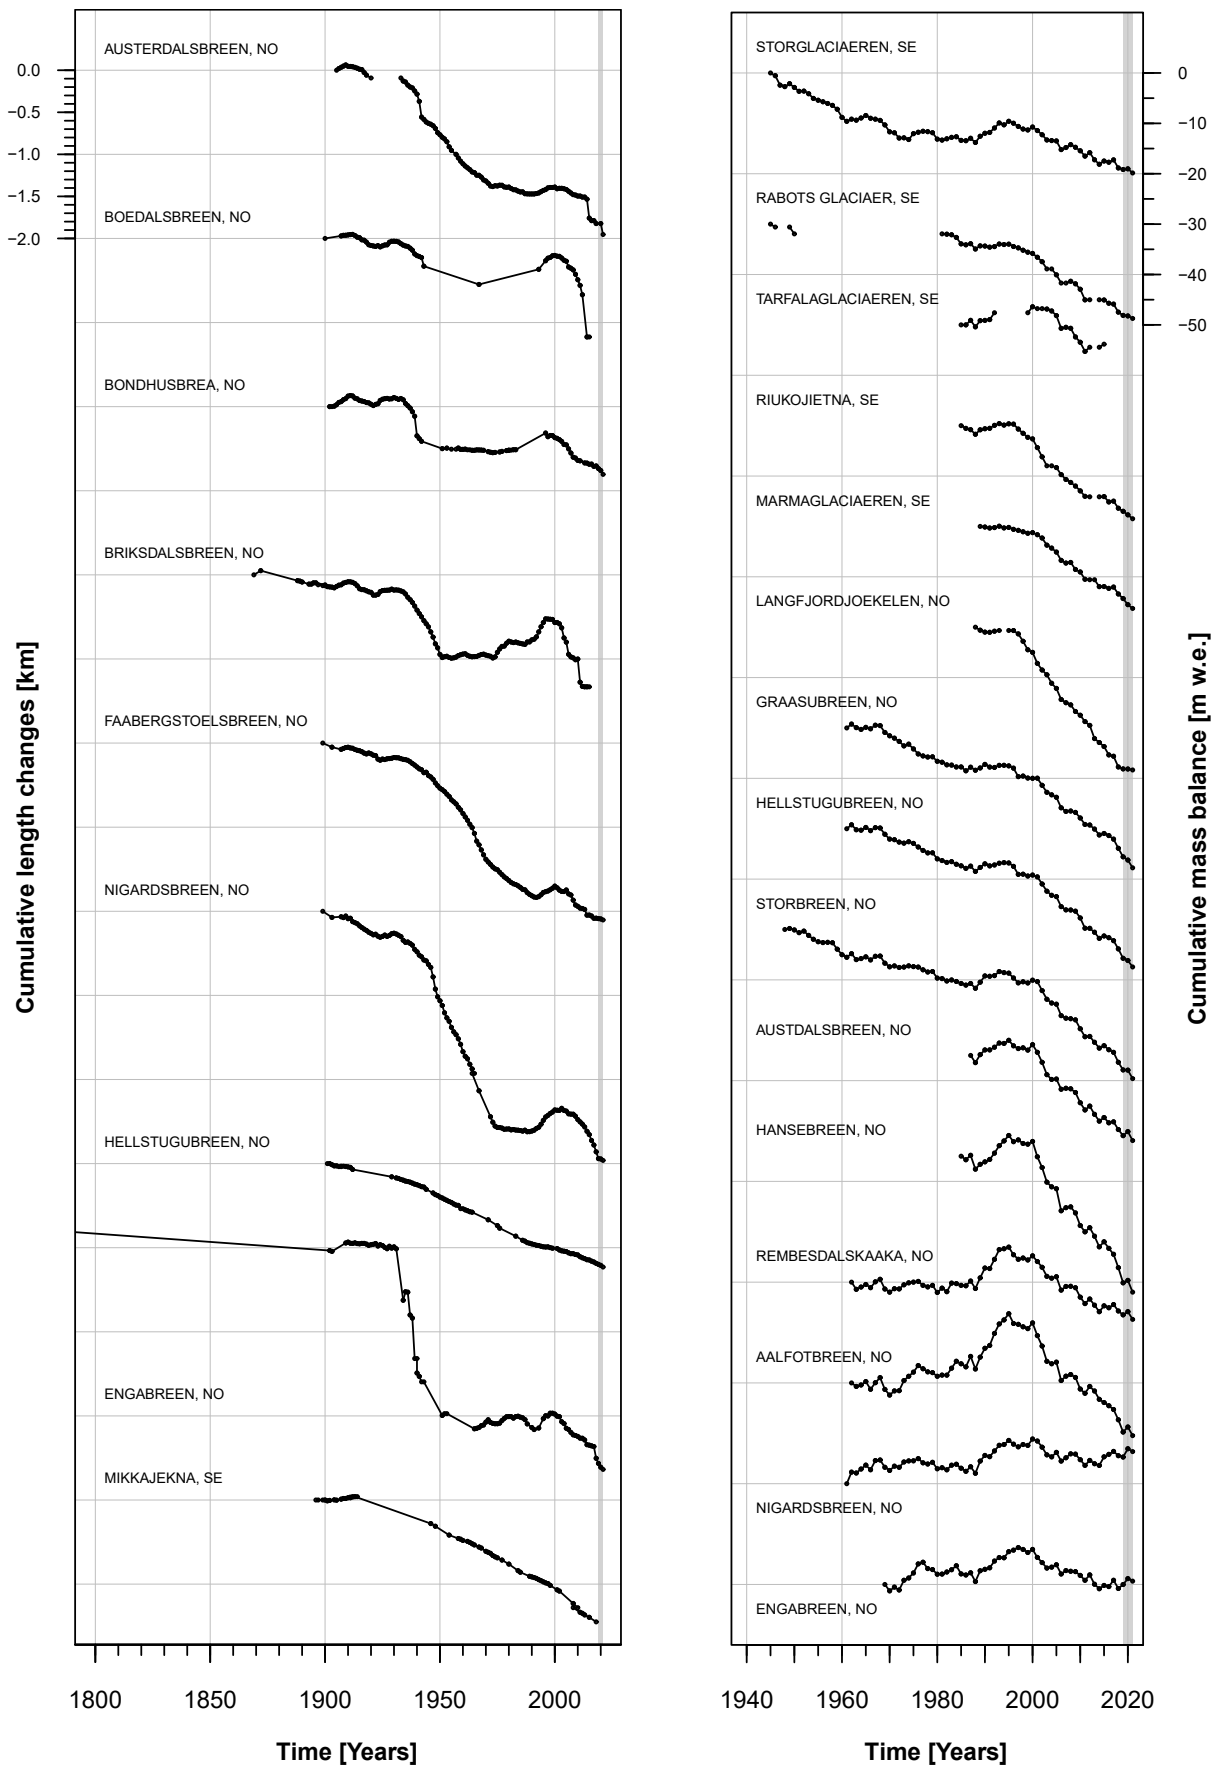 AUSTERDALSBREEN, NO
0.0
−0.5
−1.0
−1.5
−2.0
BOEDALSBREEN, NO
BONDHUSBREA, NO
BRIKSDALSBREEN, NO
FAABERGSTOELSBREEN, NO
NIGARDSBREEN, NO
HELLSTUGUBREEN, NO
ENGABREEN, NO
MIKKAJEKNA, SE
Cumulative length changes [km]
1800 1850 1900 1950 2000
Time [Years]
STORGLACIAEREN, SE
0
−10
−20
−30
−40
−50
RABOTS GLACIAER, SE
TARFALAGLACIAEREN, SE
RIUKOJIETNA, SE
MARMAGLACIAEREN, SE
LANGFJORDJOEKELEN, NO
GRAASUBREEN, NO
HELLSTUGUBREEN, NO
STORBREEN, NO
AUSTDALSBREEN, NO
HANSEBREEN, NO
REMBESDALSKAAKA, NO
AALFOTBREEN, NO
NIGARDSBREEN, NO
ENGABREEN, NO
Cumulative mass balance [m w.e.]
1940 1960 1980 2000 2020
Time [Years]